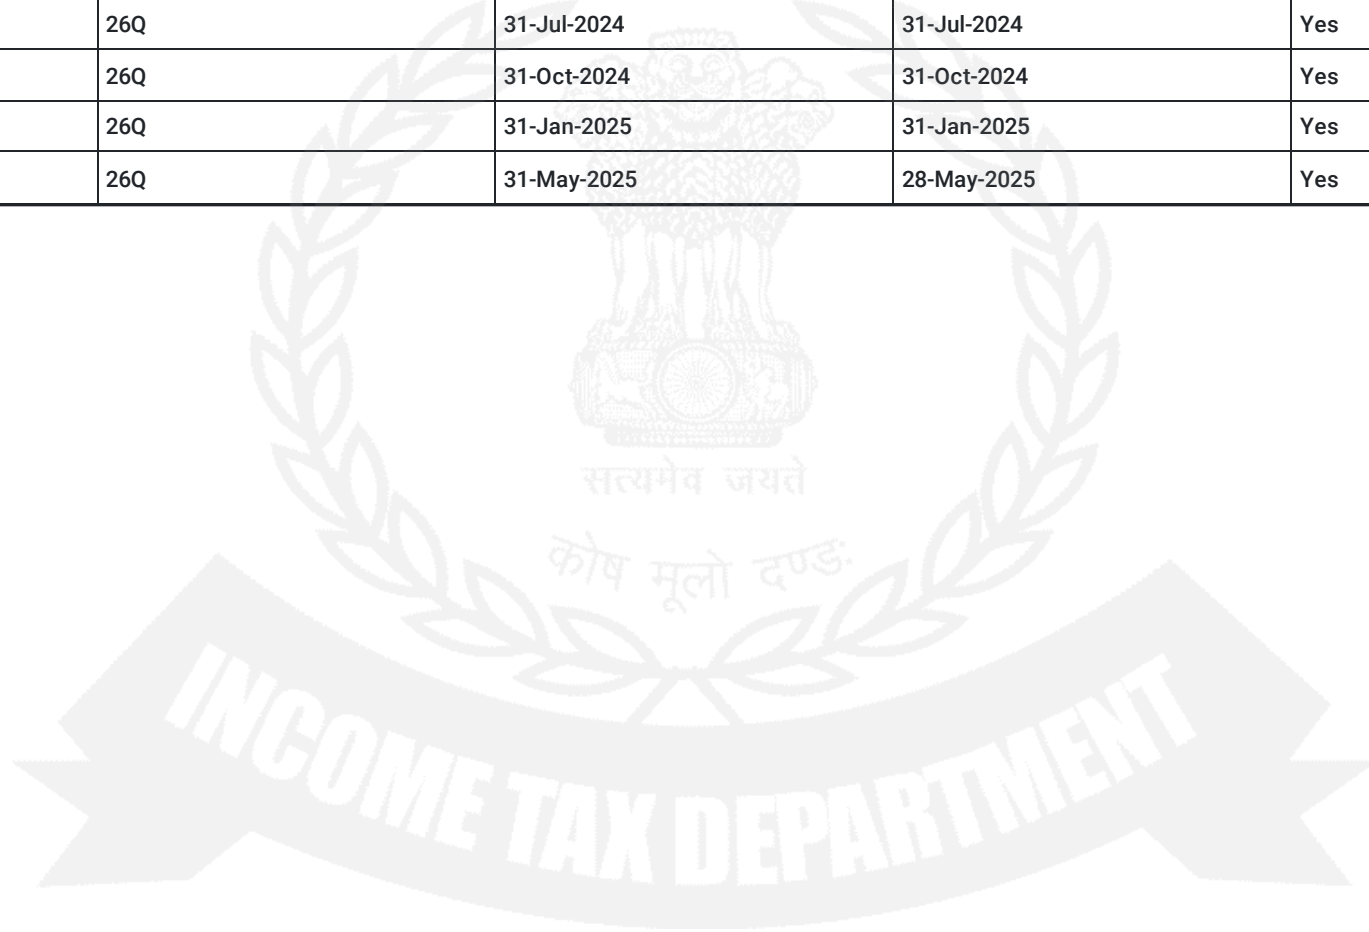 26Q 31-Jul-2024 31-Jul-2024 Yes
26Q 31-Oct-2024 31-Oct-2024 Yes
26Q 31-Jan-2025 31-Jan-2025 Yes
26Q 31-May-2025 28-May-2025 Yes
सत्यमेव जयते
कोष मूलो दण्ड:
INCOME TAX DEPARTMENT